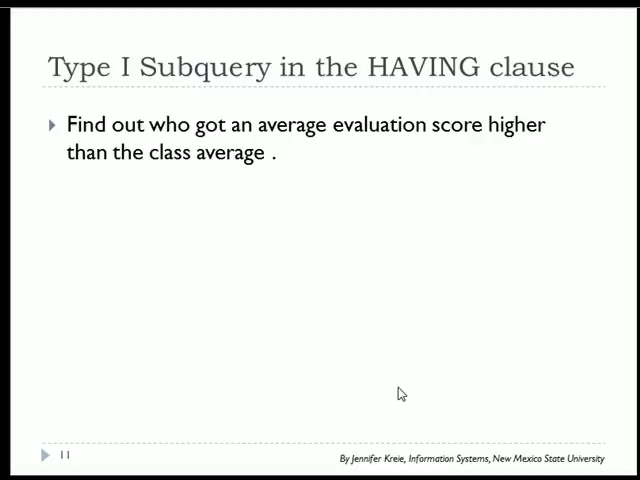 Type I Subquery in the HAVING clause
Find out who got an average evaluation score higher
than the class average .
11
By Jennifer Kreie, Information Systems, New Mexico State University